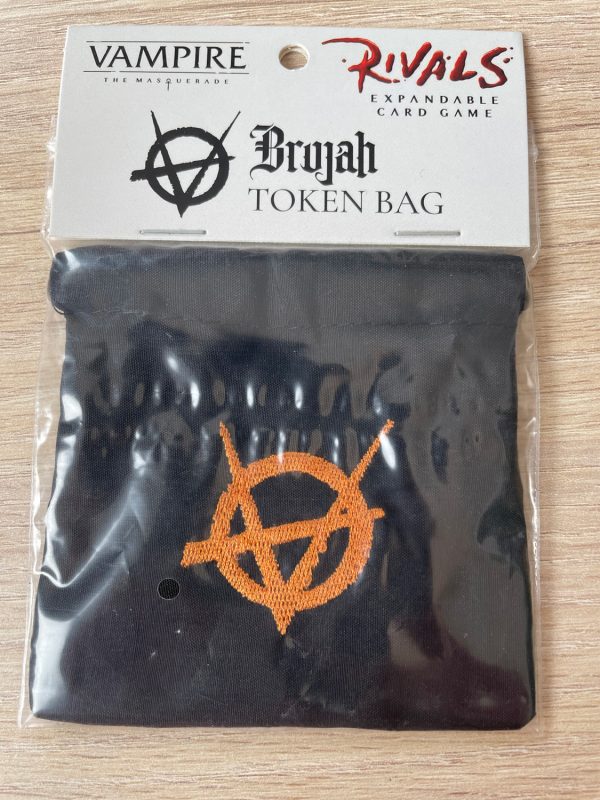 VAMPIRE
THE MASQUERADE
RIVALS
EXPANDABLE
CARD GAME
Brujah
TOKEN BAG